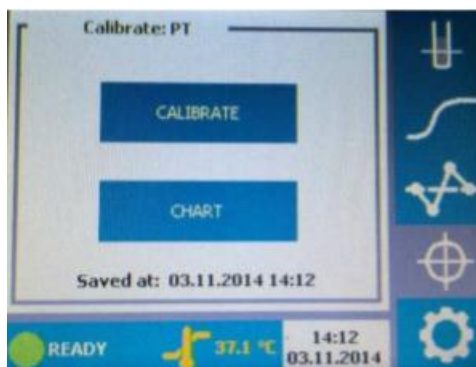 Calibrate: PT
CALIBRATE
CHART
Saved at: 03.11.2014 14:12
READY
37.1 °C
14:12
03.11.2014